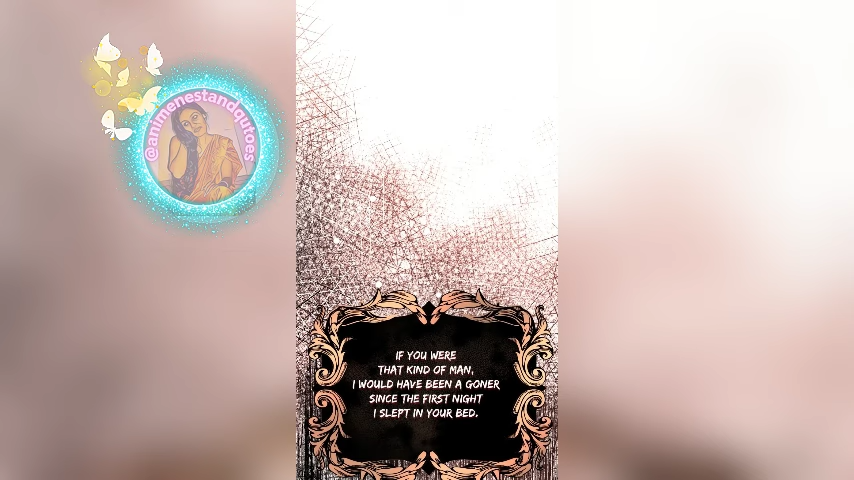 @animenestandqutoes
IF YOU WERE
THAT KIND OF MAN,
I WOULD HAVE BEEN A GONER
SINCE THE FIRST NIGHT
I SLEPT IN YOUR BED.